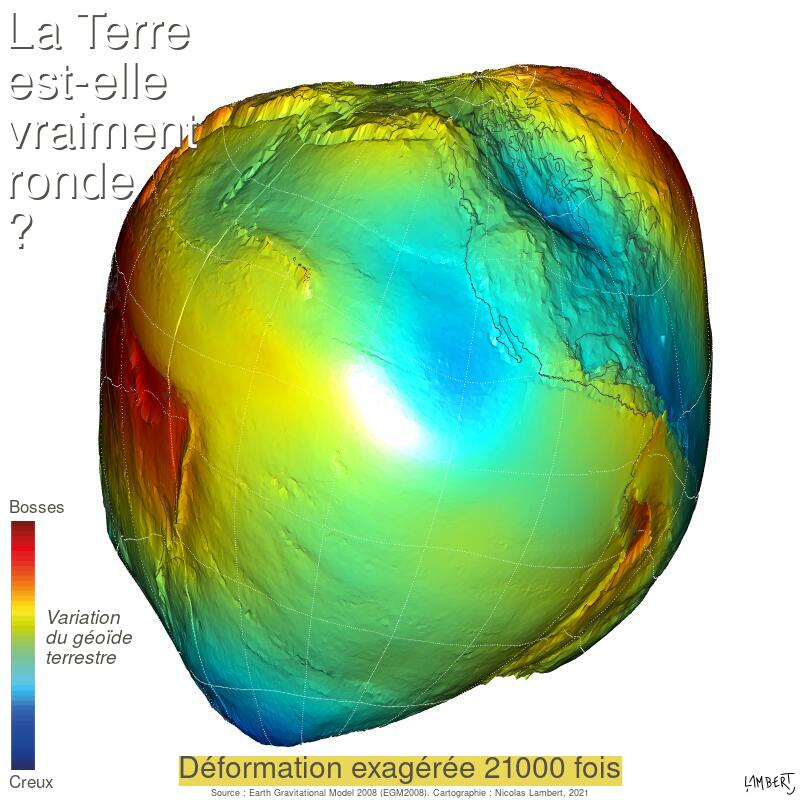 La Terre
est-elle
vraiment
ronde
?
Bosses
Variation
du géoïde
terrestre
Creux
Déformation exagérée 21000 fois
Source : Earth Gravitational Model 2008 (EGM2008). Cartographie : Nicolas Lambert, 2021
LAMBERT